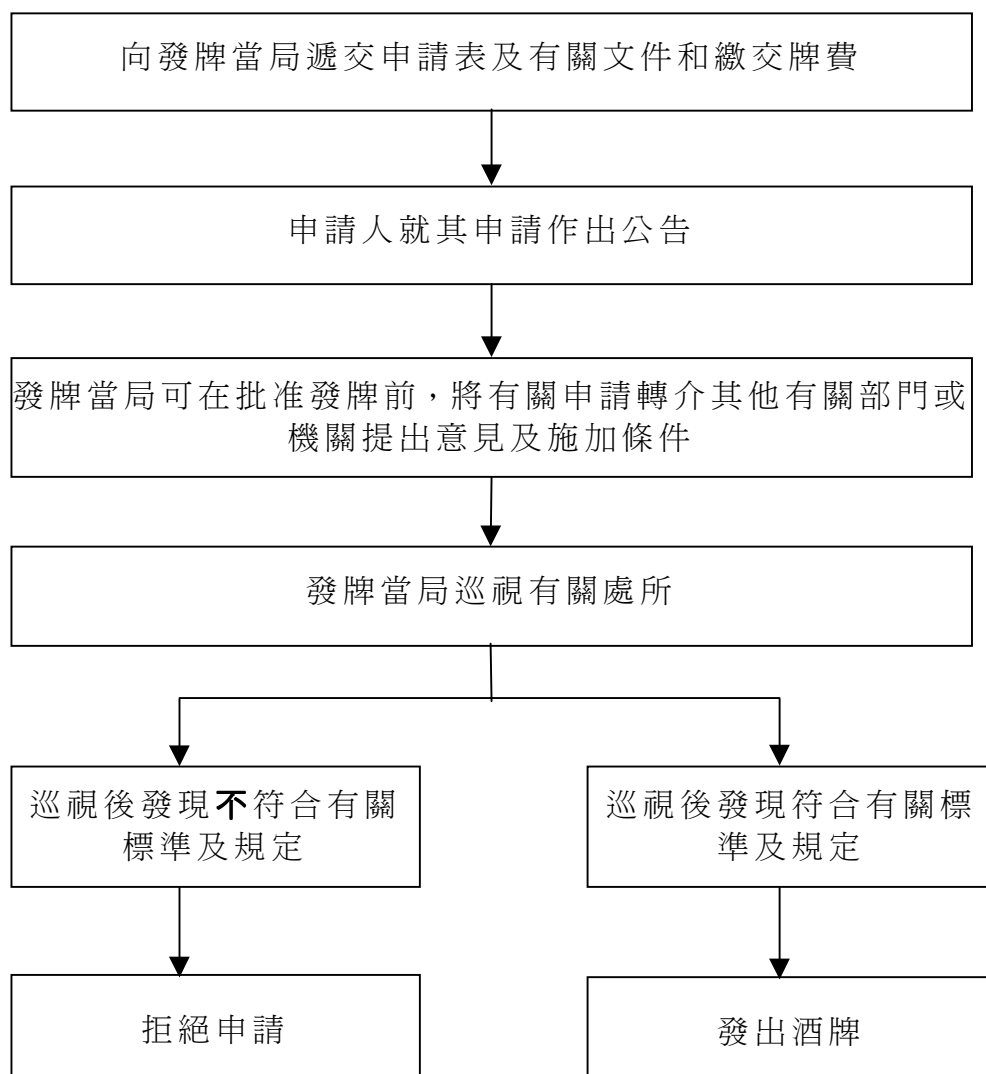 向發牌當局遞交申請表及有關文件和繳交牌費
申請人就其申請作出公告
發牌當局可在批准發牌前，將有關申請轉介其他有關部門或
機關提出意見及施加條件
發牌當局巡視有關處所
巡視後發現不符合有關
標準及規定
巡視後發現符合有關標
準及規定
拒絕申請
發出酒牌